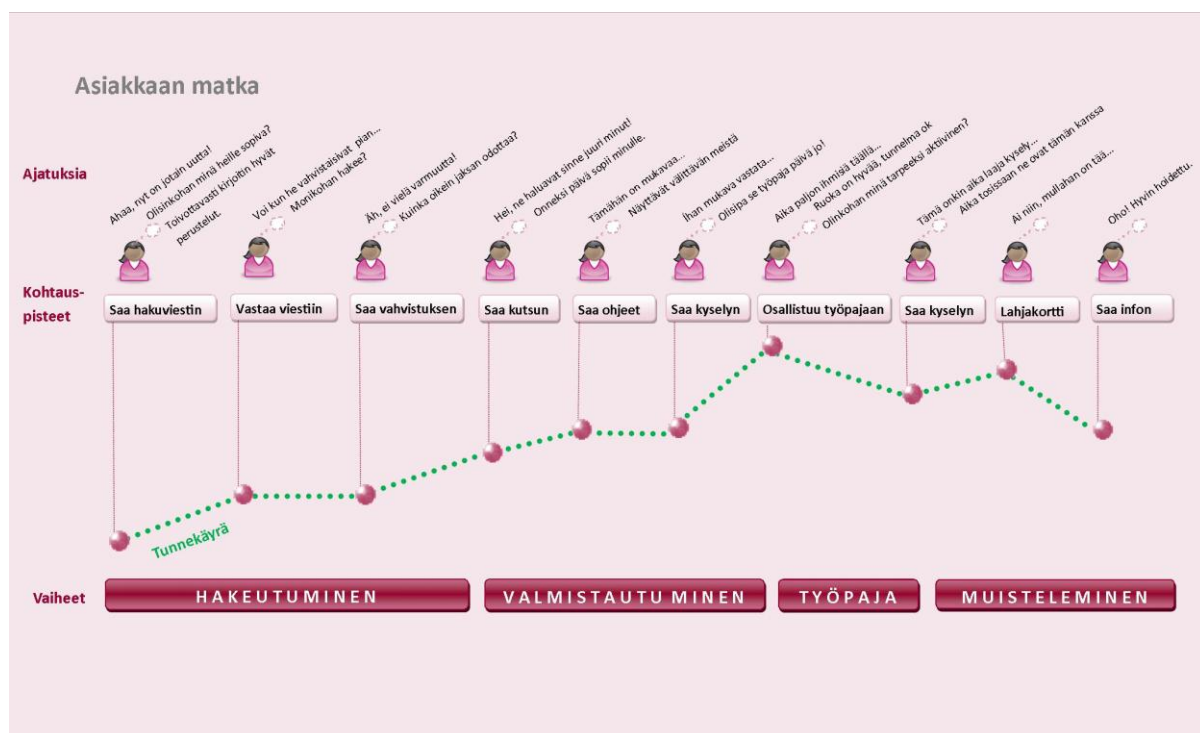 Asiakkaan matka
Ajatuksia
Ahaa, nyt on jotain uutta!
Olisinkohan minä heille sopiva?
Toivottavasti kirjoitin hyvät
perustelut.
Voi kun he vahvistaisivat pian...
Monikohan hakee?
Äh, ei vielä varmuutta!
Kuinka oikein jaksan odottaa?
Hei, ne haluavat sinne juuri minut!
Onneksi päivä sopii minulle.
Tämähän on mukavaa...
Näyttävät välittävän meistä
Ihan mukava vastata...
Olisipa se työpaja päivä jo!
Aika paljon ihmisiä täällä...
Ruoka on hyvää, tunnelma ok
Olinkohan minä tarpeeksi aktiivinen?
Tämä onkin aika laaja kysely...
Aika tosissaan ne ovat tämän kanssa
Ai niin, mullahan on tää...
Oho! Hyvin hoidettu.
Kohtaus-
pisteet
Saa hakuviestin
Vastaa viestiin
Saa vahvistuksen
Saa kutsun
Saa ohjeet
Saa kyselyn
Osallistuu työpajaan
Saa kyselyn
Lahjakortti
Saa infon
Tunnekäyrä
Vaiheet
HAKEUTUMINEN
VALMISTAUTU MINEN
TYÖPAJA
MUISTELEMINEN